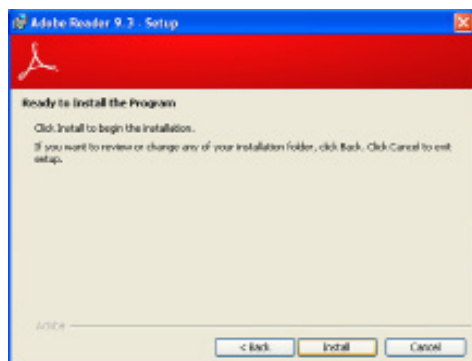 Adobe Reader 9.3 - Setup
Ready to Install the Program
Click Install to begin the installation.
If you want to review or change any of your installation folder, click Back. Click Cancel to exit
setup.
Adobe
< Back
Install
Cancel